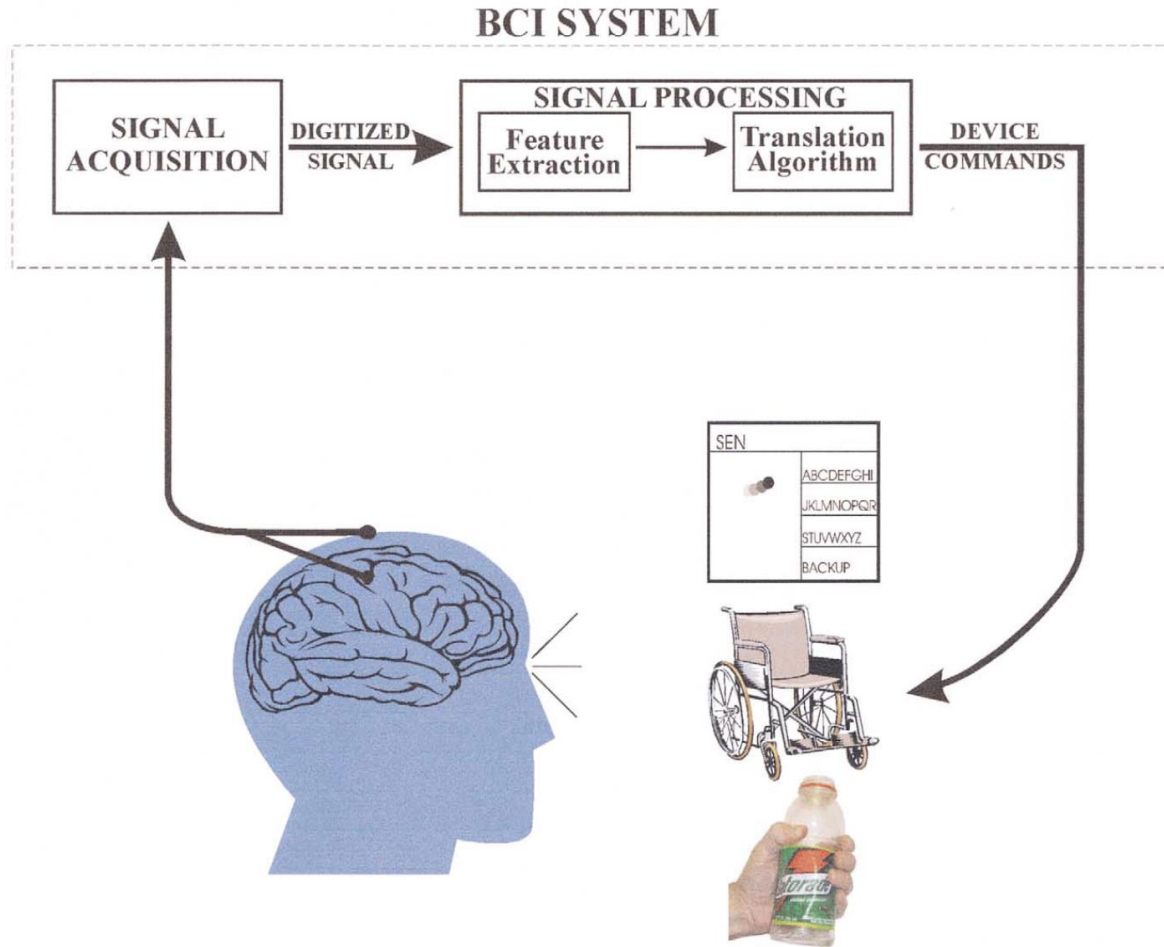 BCI SYSTEM
SIGNAL
ACQUISITION
DIGITIZED
SIGNAL
SIGNAL PROCESSING
Feature
Extraction
Translation
Algorithm
DEVICE
COMMANDS
SEN
ABCDEFGHI
JKLMNOPQR
STUVWXYZ
BACKUP